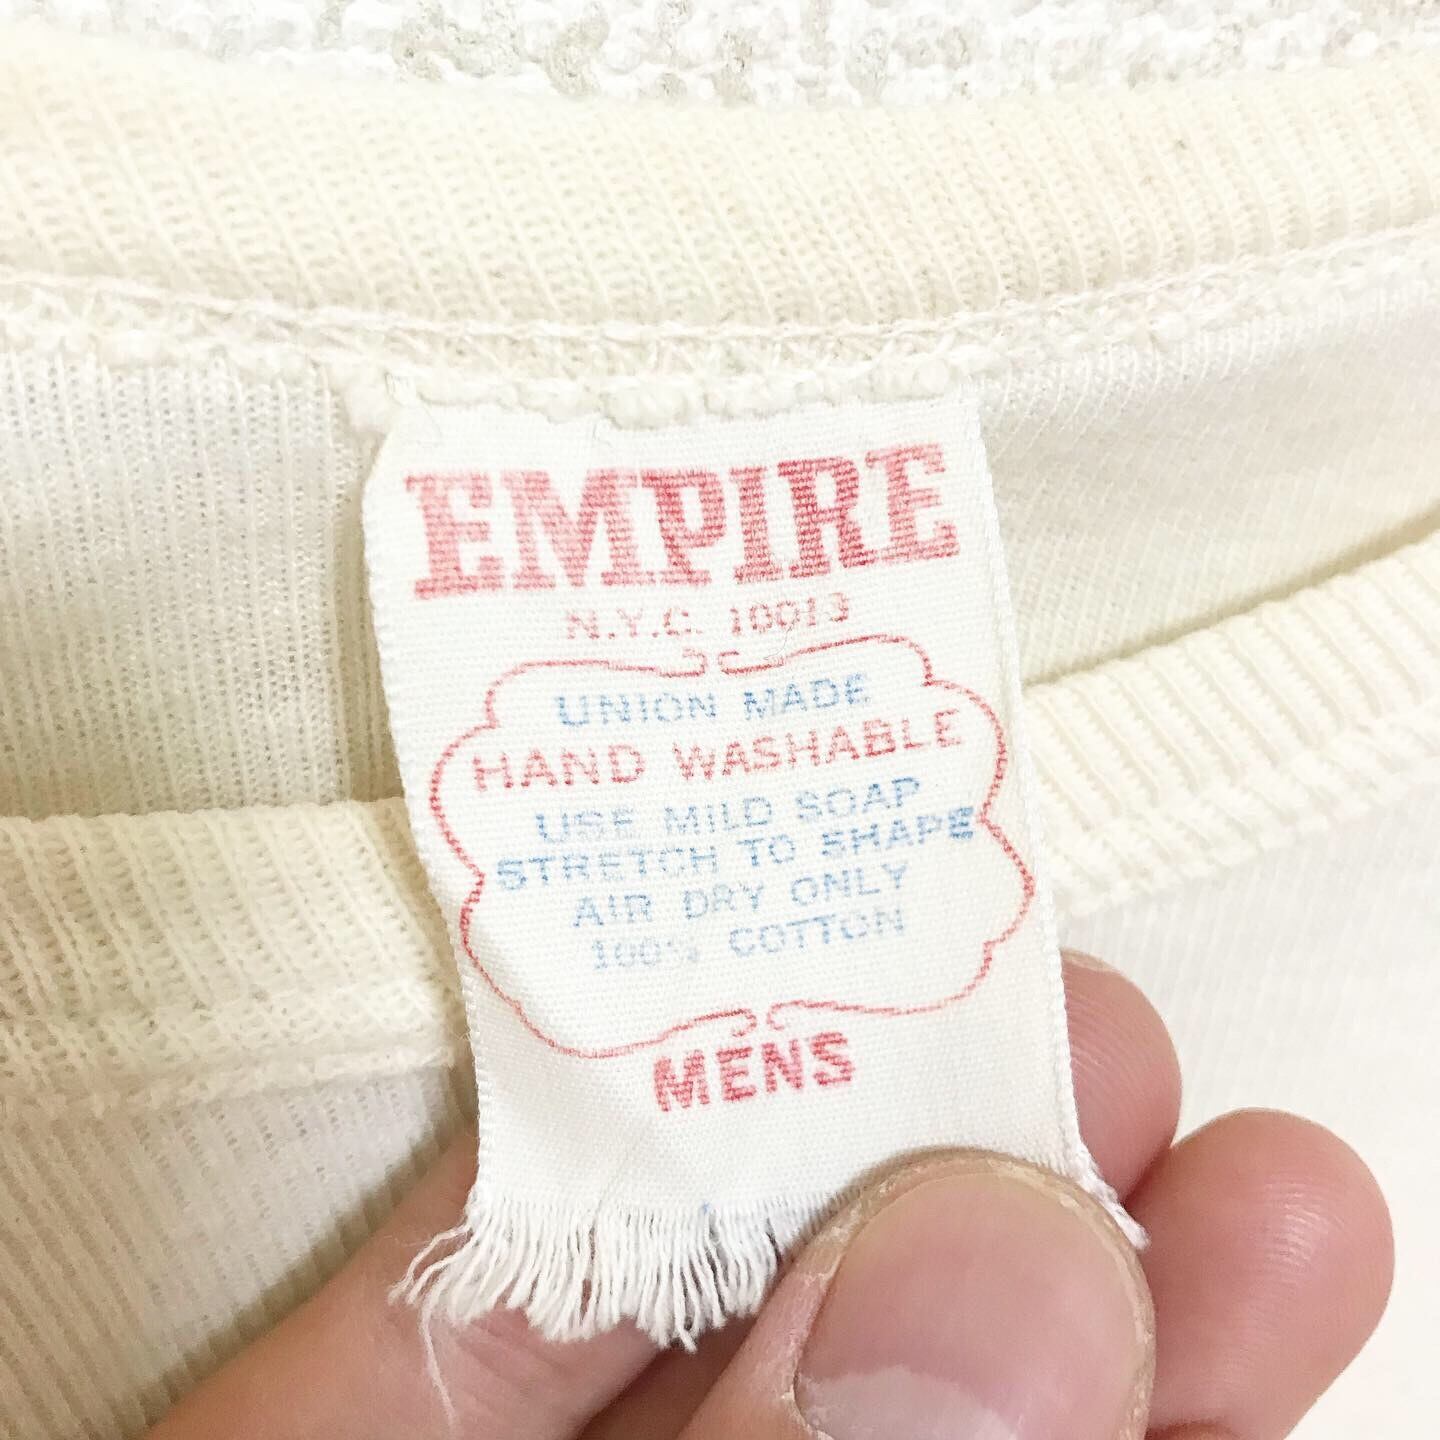 EMPIRE
N.Y.C. 10013
UNION MADE
HAND WASHABLE
USE MILD SOAP
STRETCH TO SHAPE
AIR DRY ONLY
100% COTTON
MENS